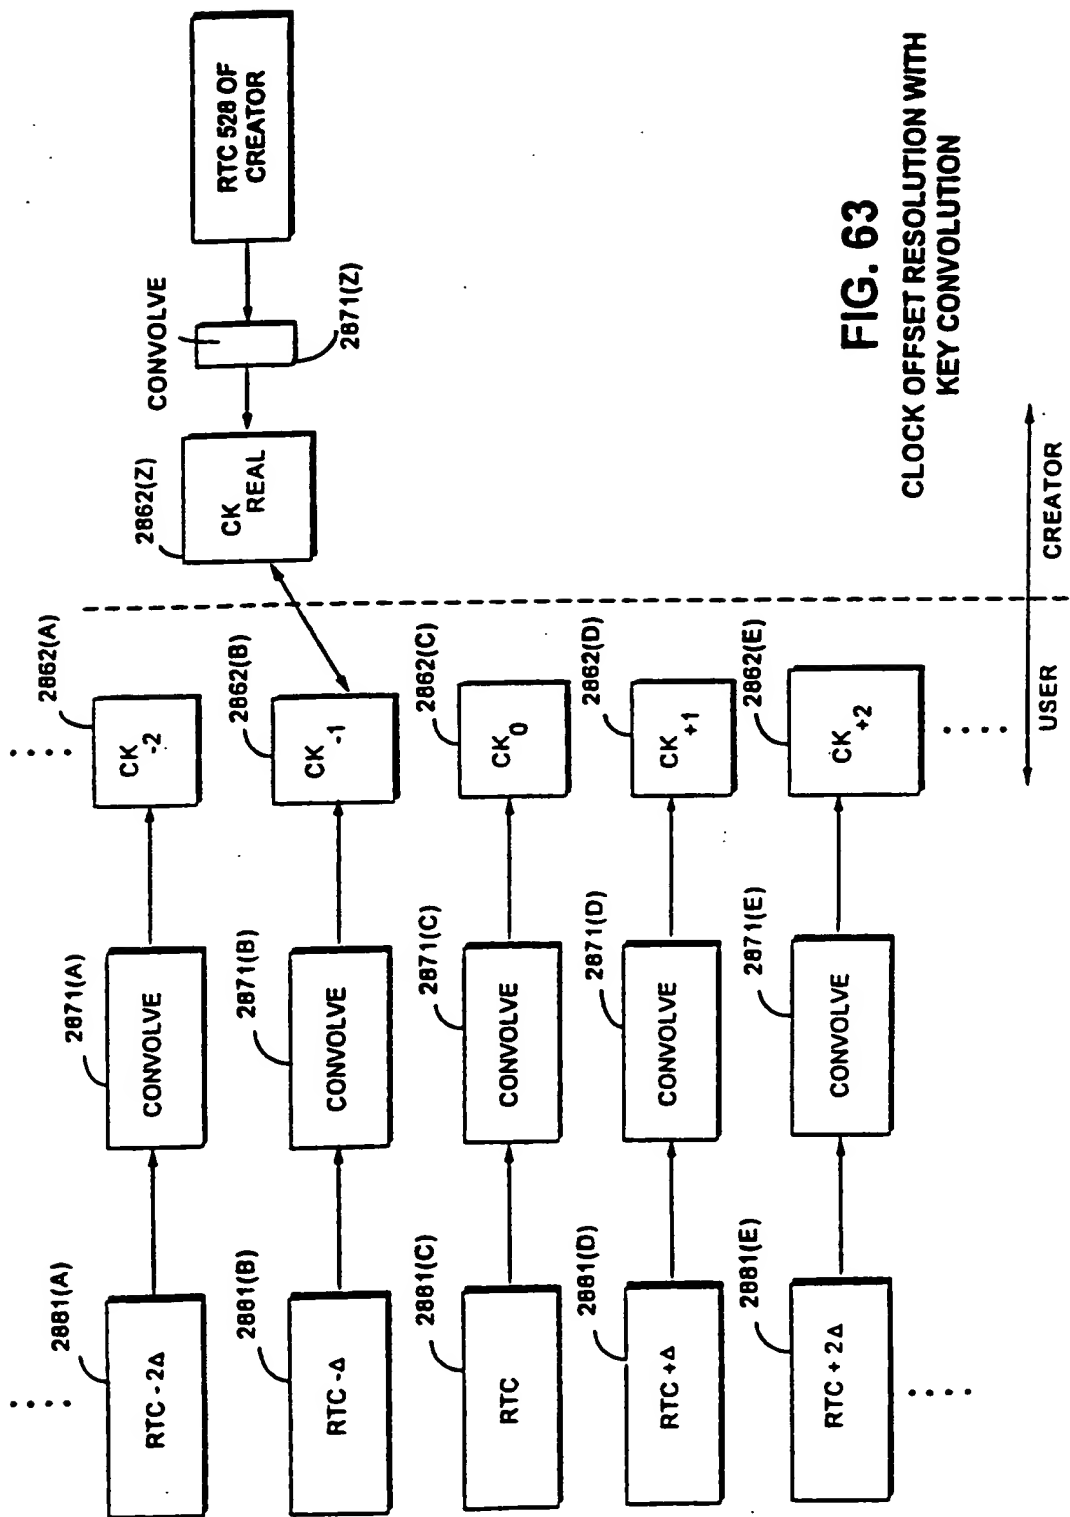 2881(A)
RTC - 2Δ
2871(A)
CONVOLVE
2862(A)
CK -2
2881(B)
RTC -Δ
2871(B)
CONVOLVE
2862(B)
CK -1
2881(C)
RTC
2871(C)
CONVOLVE
2862(C)
CK 0
2881(D)
RTC +Δ
2871(D)
CONVOLVE
2862(D)
CK +1
2881(E)
RTC + 2Δ
2871(E)
CONVOLVE
2862(E)
CK +2
2862(Z)
CK REAL
CONVOLVE
2871(Z)
RTC 528 OF
CREATOR
USER
CREATOR
FIG. 63
CLOCK OFFSET RESOLUTION WITH
KEY CONVOLUTION